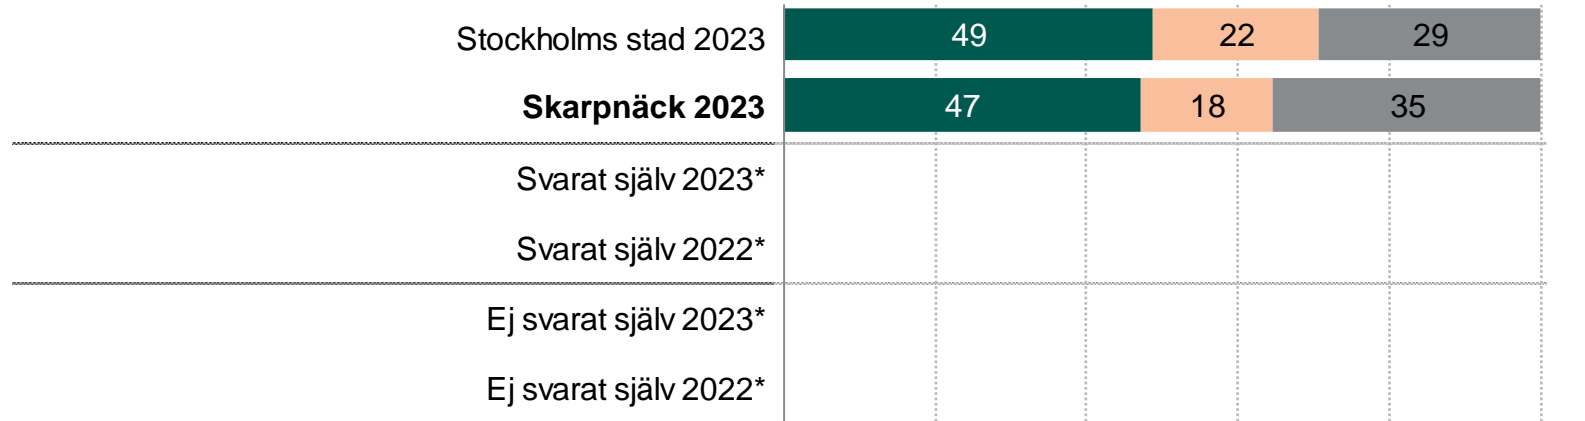 Stockholms stad 2023 49 22 29
Skarpnäck 2023 47 18 35
Svarat själv 2023*
Svarat själv 2022*
Ej svarat själv 2023*
Ej svarat själv 2022*